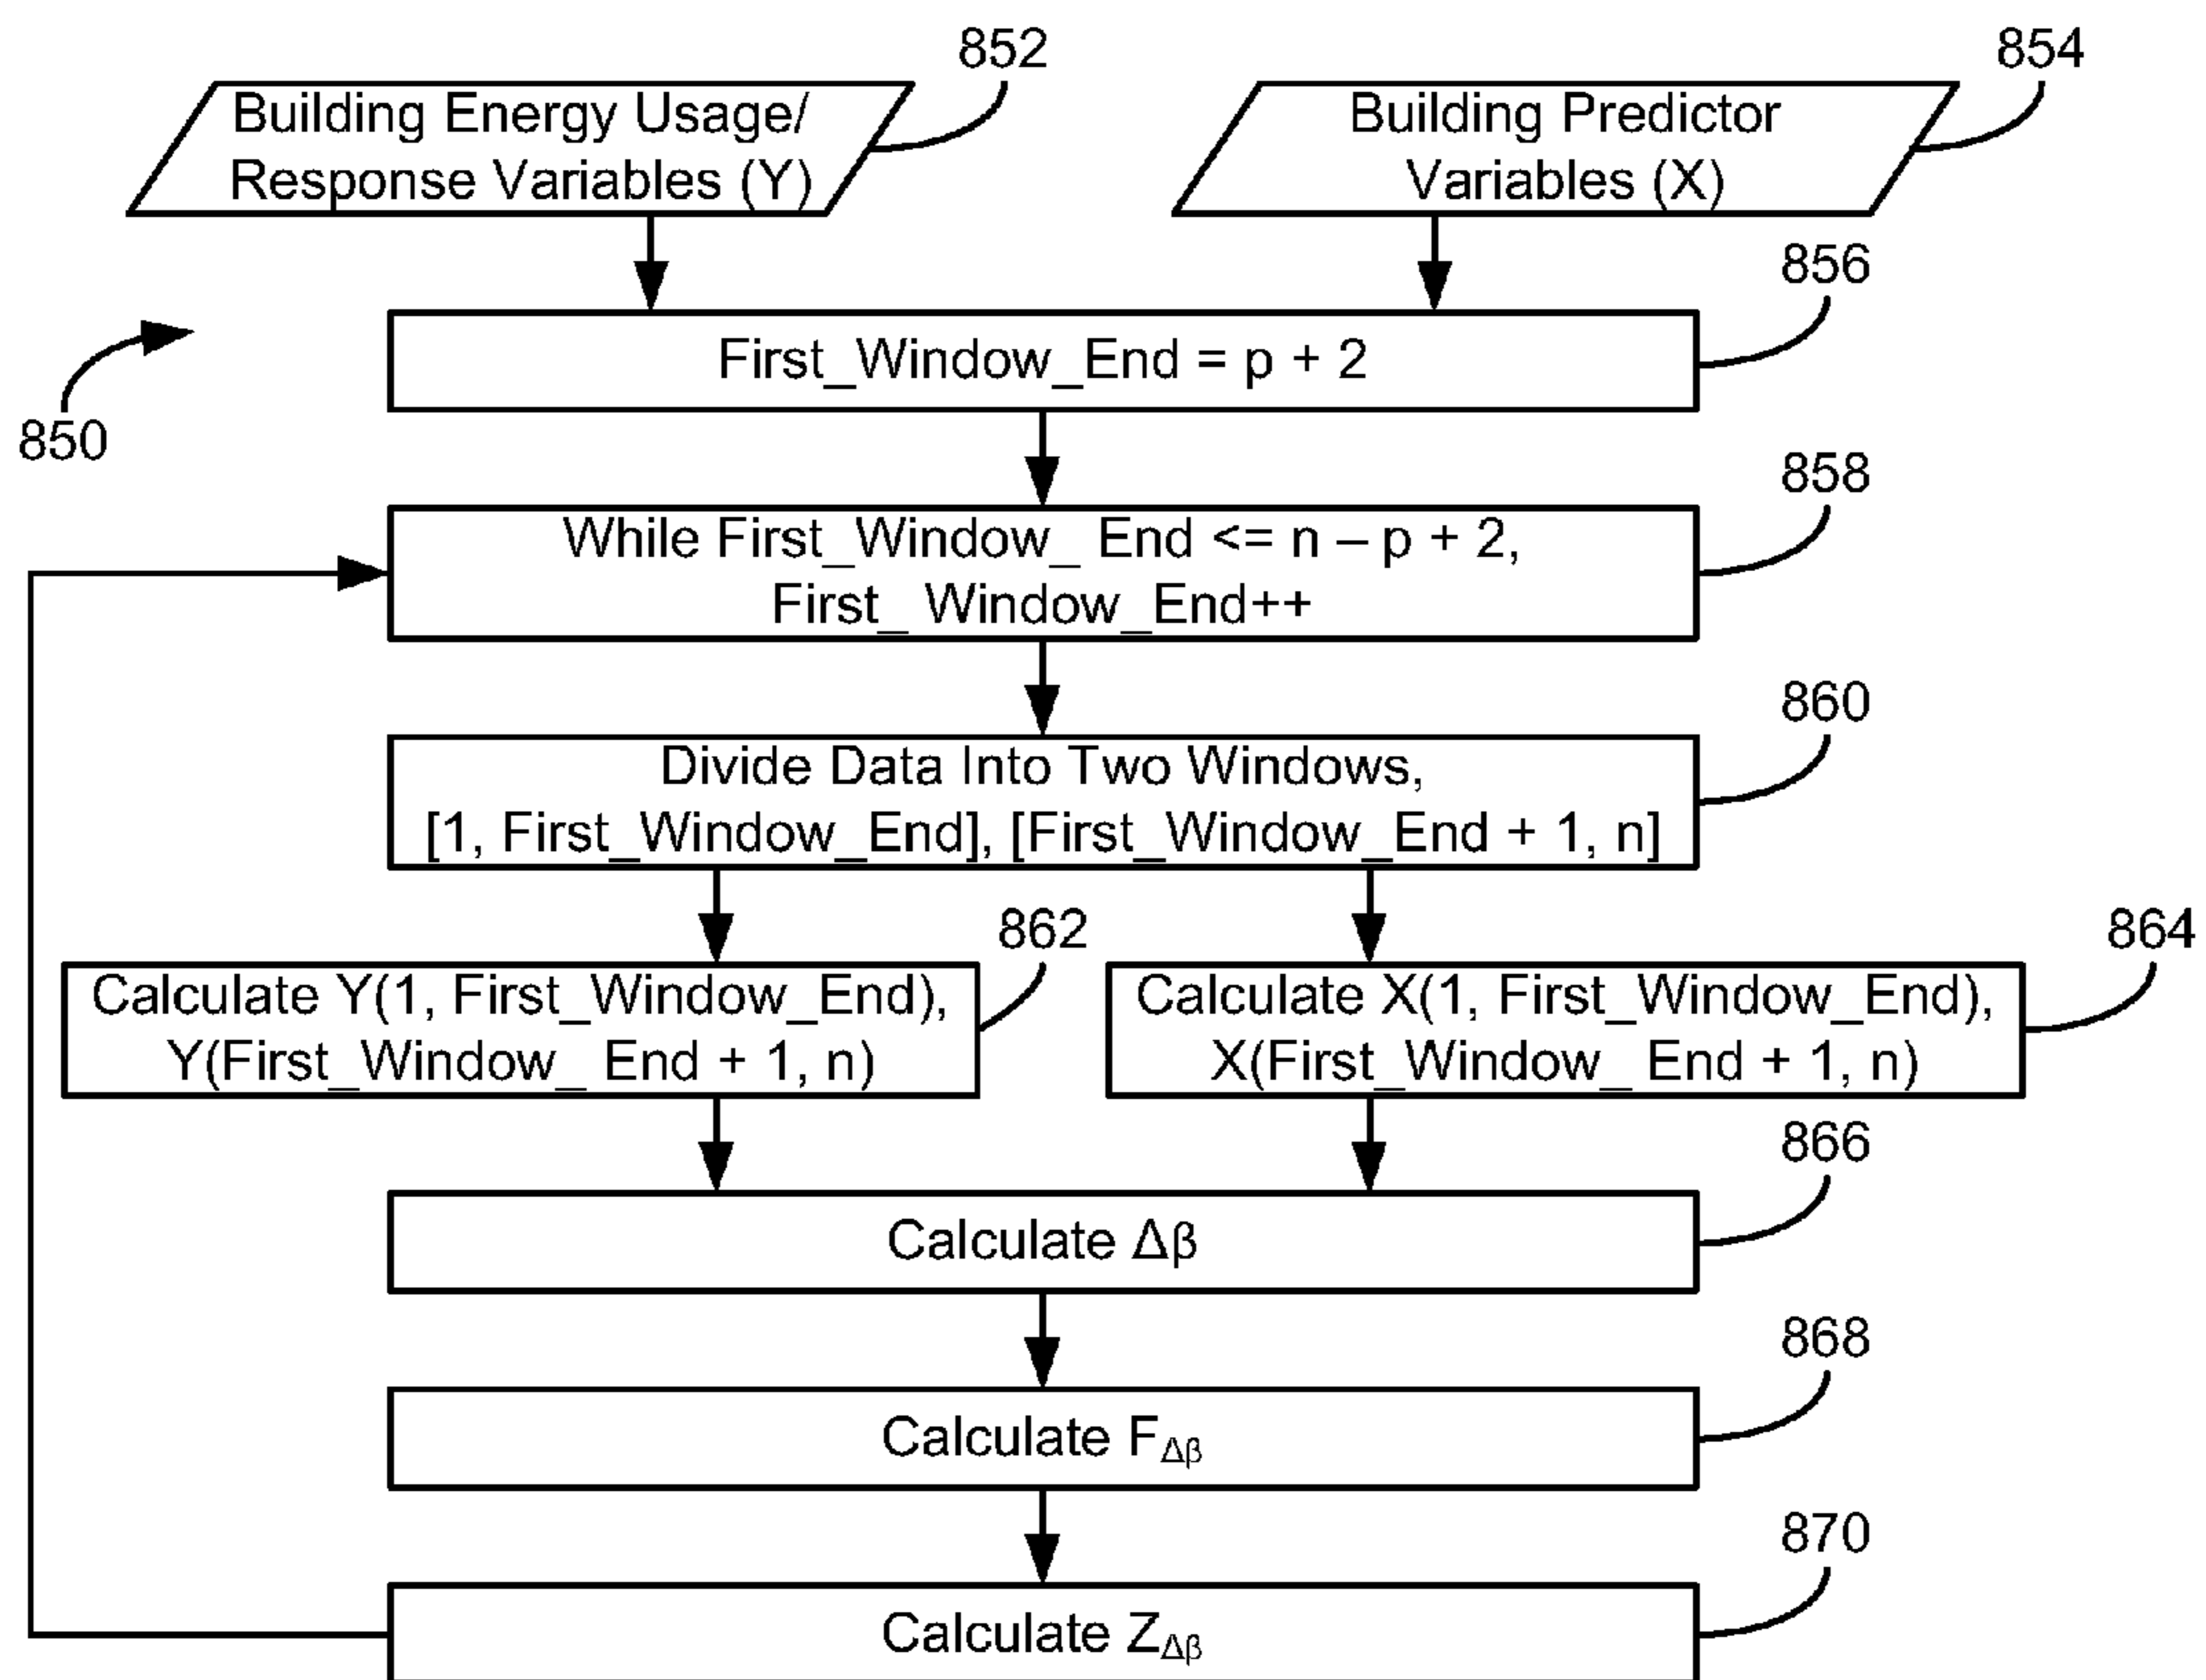 852
854
Building Energy Usage/
Response Variables (Y)
Building Predictor
Variables (X)
856
First_Window_End = p + 2
850
858
While First_Window_ End <= n – p + 2,
First_ Window_End++
860
Divide Data Into Two Windows,
[1, First_Window_End], [First_Window_End + 1, n]
862
864
Calculate Y(1, First_Window_End),
Y(First_Window_ End + 1, n)
Calculate X(1, First_Window_End),
X(First_Window_ End + 1, n)
866
Calculate Δβ
868
Calculate FΔβ
870
Calculate ZΔβ